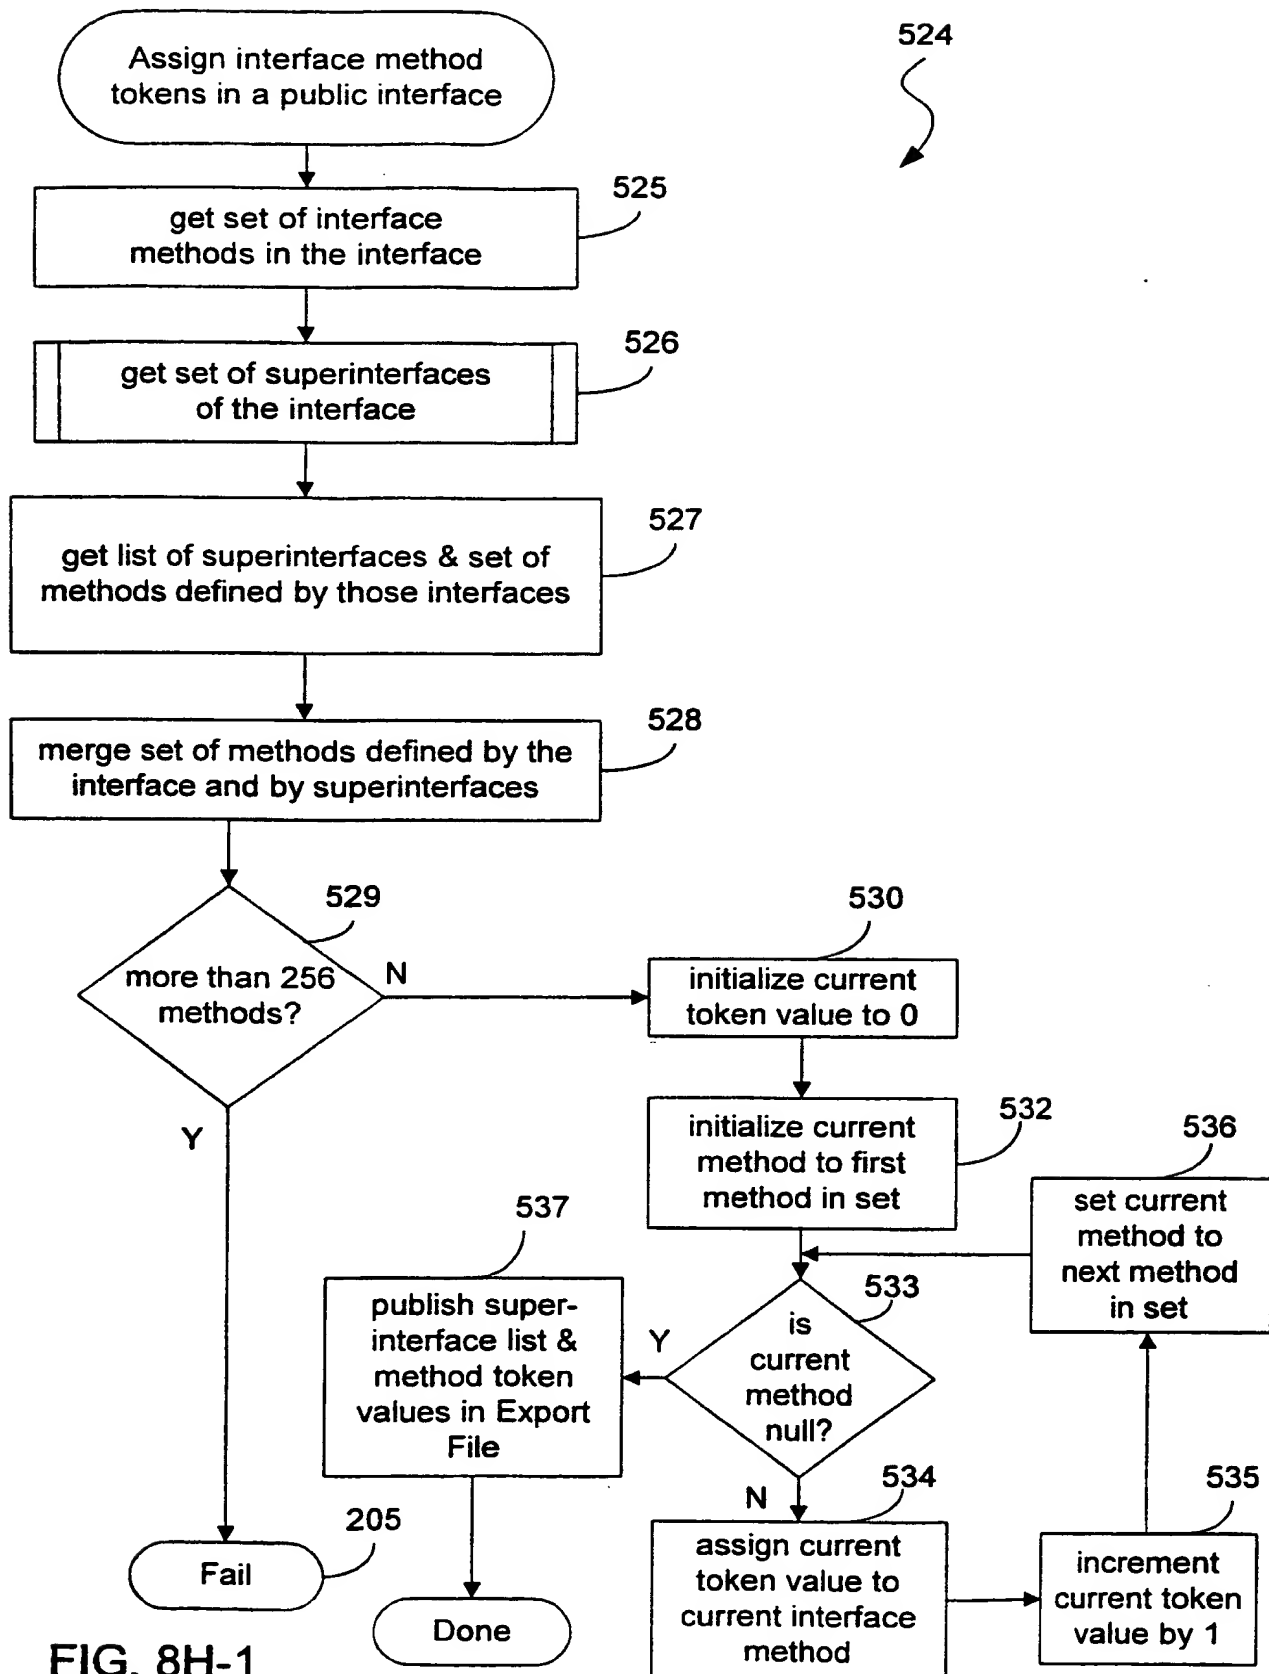 Assign interface method
tokens in a public interface
524
525
get set of interface
methods in the interface
526
get set of superinterfaces
of the interface
527
get list of superinterfaces & set of
methods defined by those interfaces
528
merge set of methods defined by the
interface and by superinterfaces
529
more than 256
methods?
N
Y
530
initialize current
token value to 0
532
initialize current
method to first
method in set
536
set current
method to
next method
in set
533
is
current
method
null?
Y
N
537
publish super-
interface list &
method token
values in Export
File
534
assign current
token value to
current interface
method
535
increment
current token
value by 1
205
Fail
Done
FIG. 8H-1